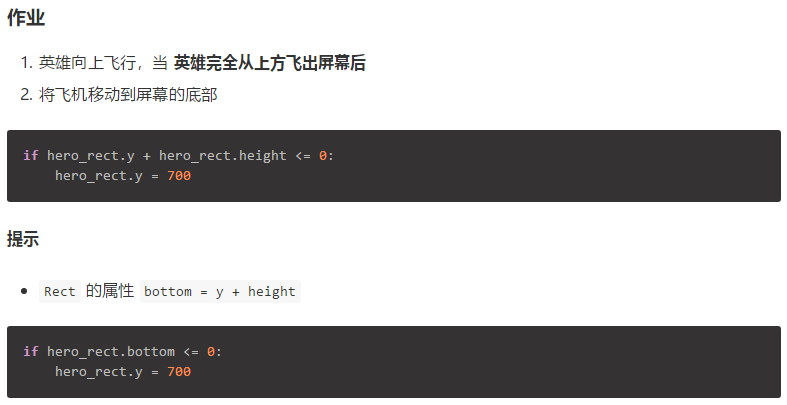 作业
1. 英雄向上飞行，当 英雄完全从上方飞出屏幕后
2. 将飞机移动到屏幕的底部
if hero_rect.y + hero_rect.height <= 0:
    hero_rect.y = 700
提示
• Rect 的属性 bottom = y + height
if hero_rect.bottom <= 0:
    hero_rect.y = 700